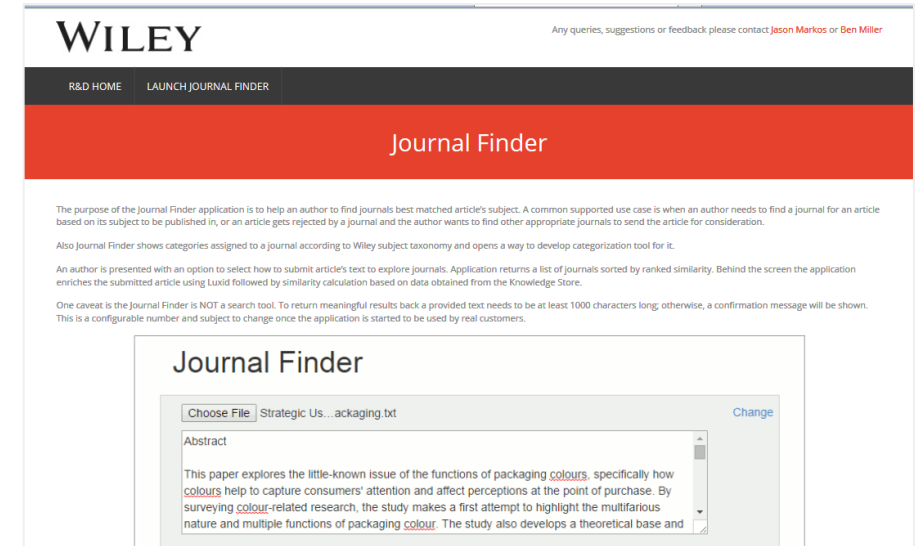 WILEY
Any queries, suggestions or feedback please contact Jason Markos or Ben Miller
R&D HOME LAUNCH JOURNAL FINDER
Journal Finder
The purpose of the Journal Finder application is to help an author to find journals best matched article's subject. A common supported use case is when an author needs to find a journal for an article
based on its subject to be published in, or an article gets rejected by a journal and the author wants to find other appropriate journals to send the article for consideration.
Also Journal Finder shows categories assigned to a journal according to Wiley subject taxonomy and opens a way to develop categorization tool for it.
An author is presented with an option to select how to submit article's text to explore journals. Application returns a list of journals sorted by ranked similarity. Behind the screen the application
enriches the submitted article using Luxid followed by similarity calculation based on data obtained from the Knowledge Store.
One caveat is the Journal Finder is NOT a search tool. To return meaningful results back a provided text needs to be at least 1000 characters long; otherwise, a confirmation message will be shown.
This is a configurable number and subject to change once the application is started to be used by real customers.
Journal Finder
Choose File Strategic Us...ackaging.txt Change
Abstract
This paper explores the little-known issue of the functions of packaging colours, specifically how
colours help to capture consumers' attention and affect perceptions at the point of purchase. By
surveying colour-related research, the study makes a first attempt to highlight the multifarious
nature and multiple functions of packaging colour. The study also develops a theoretical base and